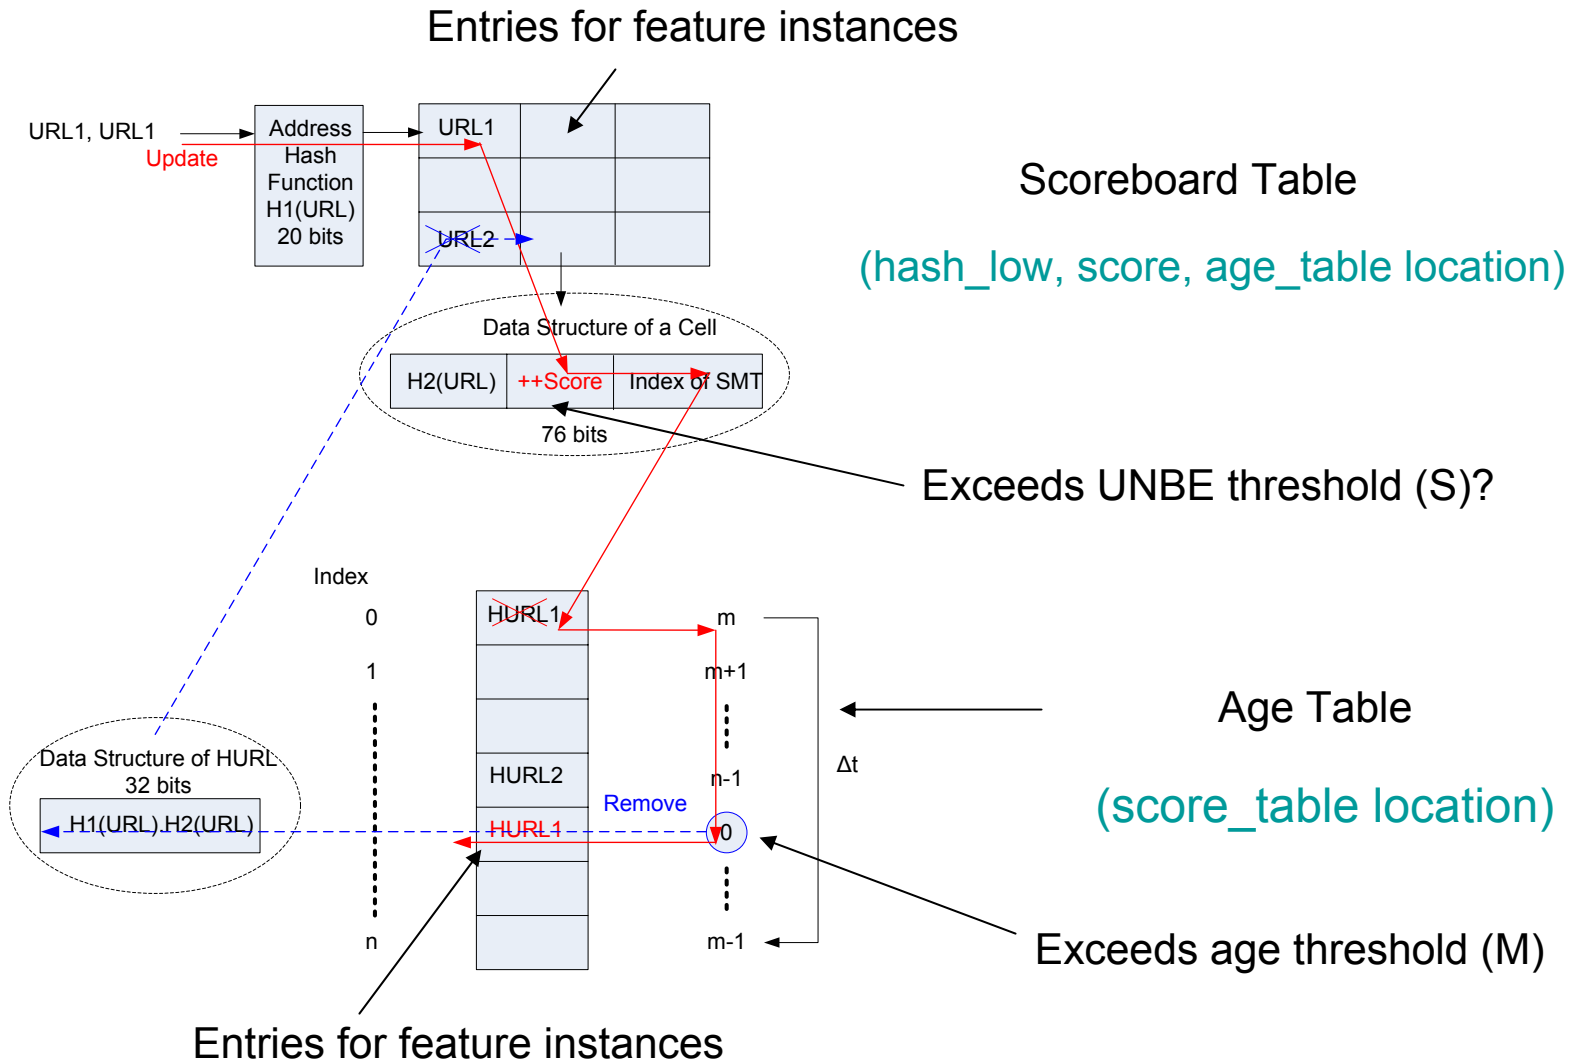 Entries for feature instances
URL1, URL1
Update
Address
Hash
Function
H1(URL)
20 bits
URL1
URL2
Scoreboard Table
(hash_low, score, age_table location)
Data Structure of a Cell
H2(URL)
++Score
Index of SMT
76 bits
Exceeds UNBE threshold (S)?
Index
0
1
n
HURL1
HURL2
HURL1
m
m+1
n-1
0
m-1
Δt
Remove
Data Structure of HURL
32 bits
H1(URL).H2(URL)
Age Table
(score_table location)
Exceeds age threshold (M)
Entries for feature instances